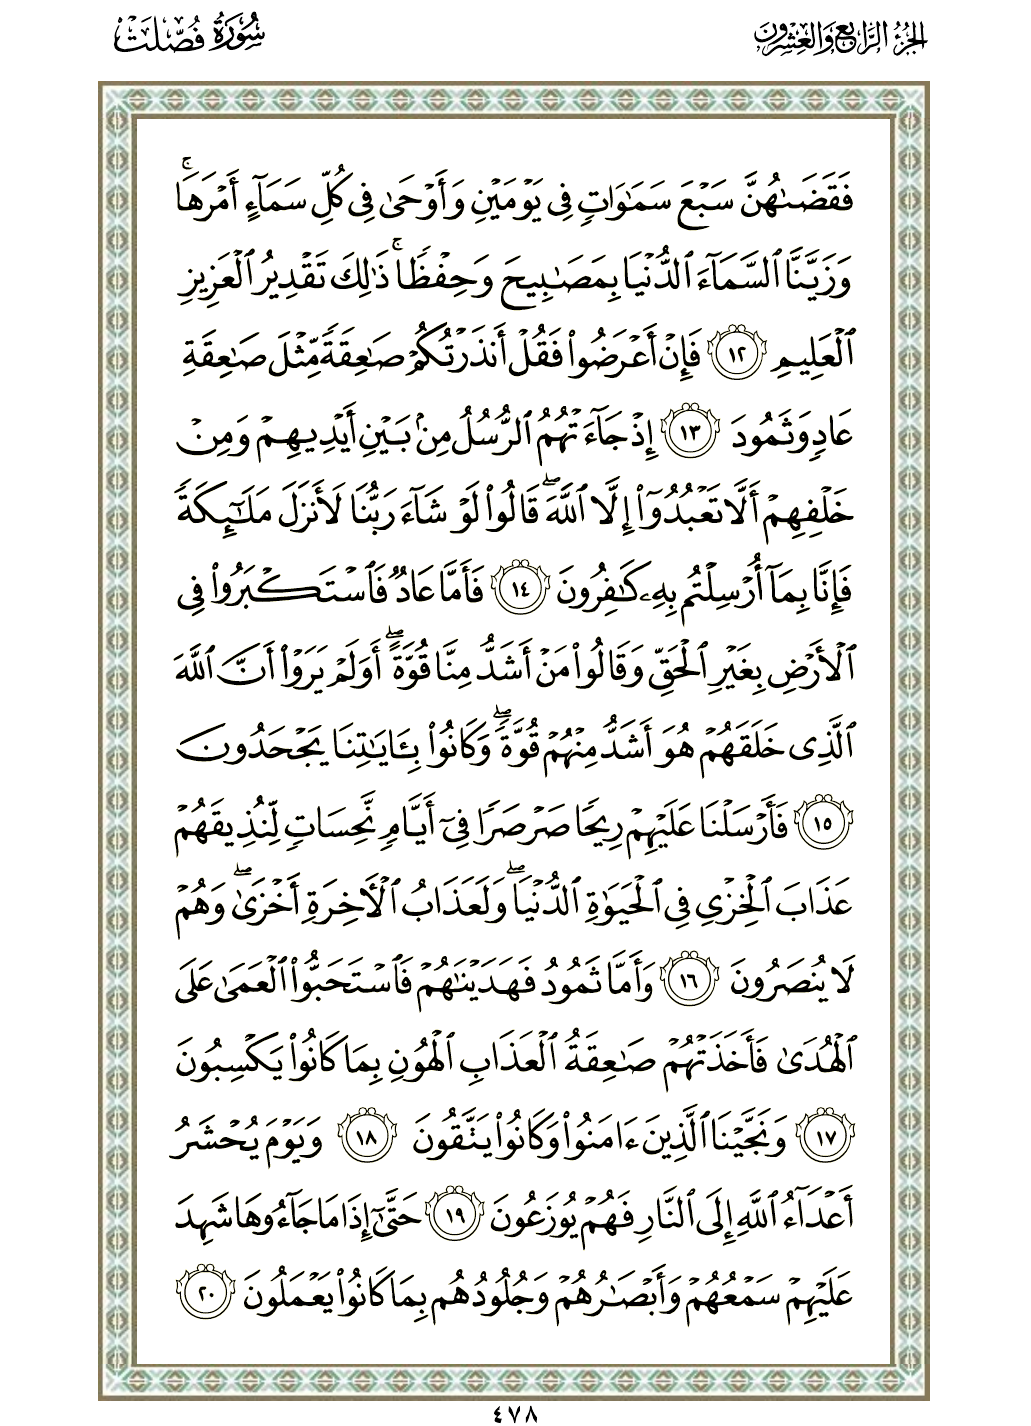 الجزء الرابع والعشرون
سورة فصلت
فَقَضَىٰهُنَّ سَبْعَ سَمَٰوَاتٍ فِى يَوْمَيْنِ وَأَوْحَىٰ فِى كُلِّ سَمَآءٍ أَمْرَهَا ۚ
وَزَيَّنَّا ٱلسَّمَآءَ ٱلدُّنْيَا بِمَصَٰبِيحَ وَحِفْظًا ۚ ذَٰلِكَ تَقْدِيرُ ٱلْعَزِيزِ
ٱلْعَلِيمِ ١٢ فَإِنْ أَعْرَضُوا۟ فَقُلْ أَنذَرْتُكُمْ صَٰعِقَةً مِّثْلَ صَٰعِقَةِ
عَادٍ وَثَمُودَ ١٣ إِذْ جَآءَتْهُمُ ٱلرُّسُلُ مِنۢ بَيْنِ أَيْدِيهِمْ وَمِنْ
خَلْفِهِمْ أَلَّا تَعْبُدُوٓا۟ إِلَّا ٱللَّهَ ۖ قَالُوا۟ لَوْ شَآءَ رَبُّنَا لَأَنزَلَ مَلَٰٓئِكَةً
فَإِنَّا بِمَآ أُرْسِلْتُم بِهِۦ كَٰفِرُونَ ١٤ فَأَمَّا عَادٌ فَٱسْتَكْبَرُوا۟ فِى
ٱلْأَرْضِ بِغَيْرِ ٱلْحَقِّ وَقَالُوا۟ مَنْ أَشَدُّ مِنَّا قُوَّةً ۖ أَوَلَمْ يَرَوْا۟ أَنَّ ٱللَّهَ
ٱلَّذِى خَلَقَهُمْ هُوَ أَشَدُّ مِنْهُمْ قُوَّةً ۖ وَكَانُوا۟ بِـَٔايَٰتِنَا يَجْحَدُونَ
١٥ فَأَرْسَلْنَا عَلَيْهِمْ رِيحًا صَرْصَرًا فِىٓ أَيَّامٍ نَّحِسَاتٍ لِّنُذِيقَهُمْ
عَذَابَ ٱلْخِزْىِ فِى ٱلْحَيَوٰةِ ٱلدُّنْيَا ۖ وَلَعَذَابُ ٱلْـَٔاخِرَةِ أَخْزَىٰ ۖ وَهُمْ
لَا يُنصَرُونَ ١٦ وَأَمَّا ثَمُودُ فَهَدَيْنَٰهُمْ فَٱسْتَحَبُّوا۟ ٱلْعَمَىٰ عَلَى
ٱلْهُدَىٰ فَأَخَذَتْهُمْ صَٰعِقَةُ ٱلْعَذَابِ ٱلْهُونِ بِمَا كَانُوا۟ يَكْسِبُونَ
١٧ وَنَجَّيْنَا ٱلَّذِينَ ءَامَنُوا۟ وَكَانُوا۟ يَتَّقُونَ ١٨ وَيَوْمَ يُحْشَرُ
أَعْدَآءُ ٱللَّهِ إِلَى ٱلنَّارِ فَهُمْ يُوزَعُونَ ١٩ حَتَّىٰٓ إِذَا مَا جَآءُوهَا شَهِدَ
عَلَيْهِمْ سَمْعُهُمْ وَأَبْصَٰرُهُمْ وَجُلُودُهُم بِمَا كَانُوا۟ يَعْمَلُونَ ٢٠
٤٧٨